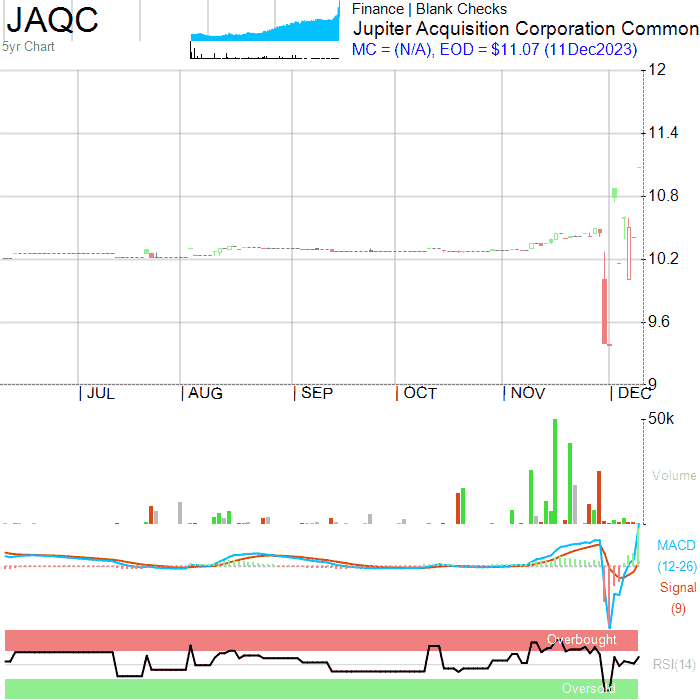 JAQC
5yr Chart
Finance | Blank Checks
Jupiter Acquisition Corporation Common
MC = (N/A), EOD = $11.07 (11Dec2023)
12
11.4
10.8
10.2
9.6
9
JUL AUG SEP OCT NOV DEC
50k
Volume
MACD
(12-26)
Signal
(9)
Overbought
RSI(14)
Oversold